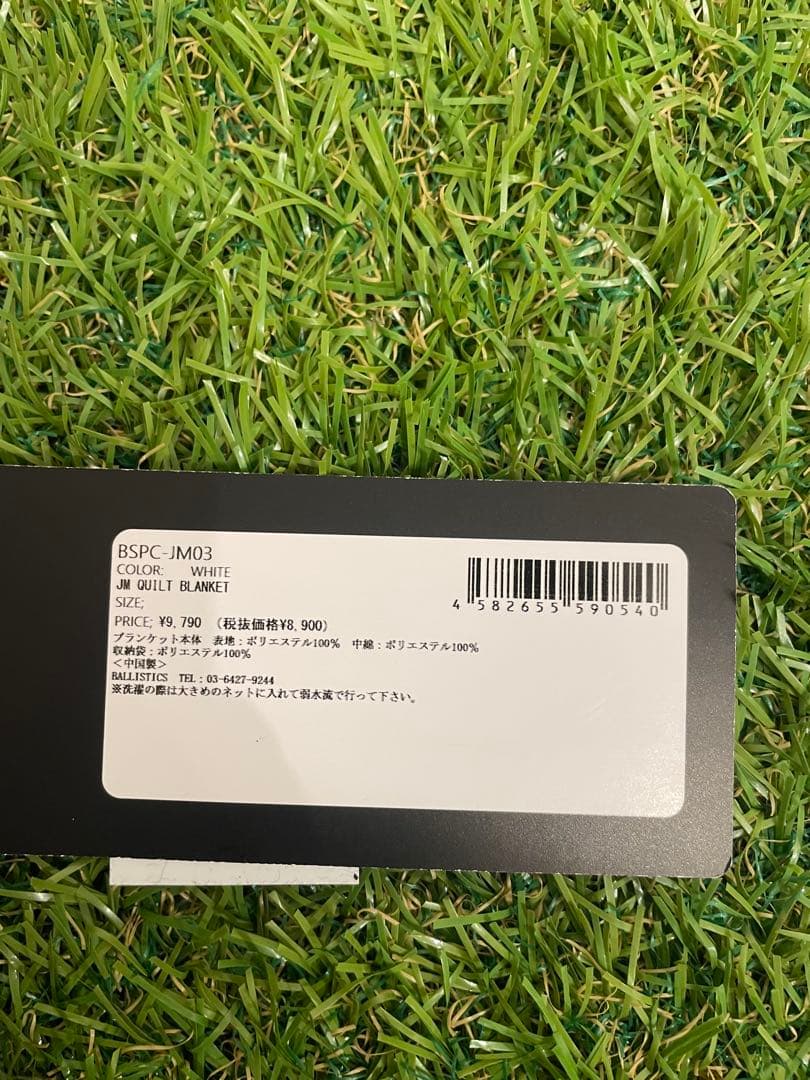 BSPC-JM03
COLOR; WHITE
JM QUILT BLANKET
SIZE;
PRICE; ¥9,790 (税抜価格¥8,900)
ブランケット本体 表地：ポリエステル100% 中綿：ポリエステル100%
収納袋：ポリエステル100%
＜中国製＞
BALLISTICS TEL：03-6427-9244
※洗濯の際は大きめのネットに入れて弱水流で行って下さい。
4 582655 590540